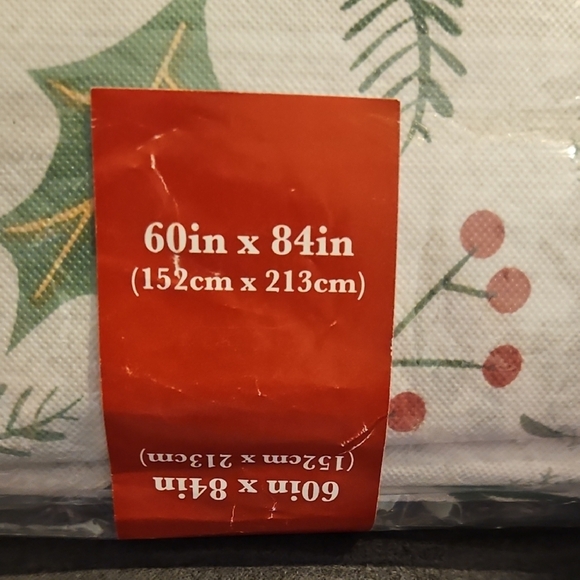 60in x 84in
(152cm x 213cm)
(152cm x 213cm)
60in x 84in